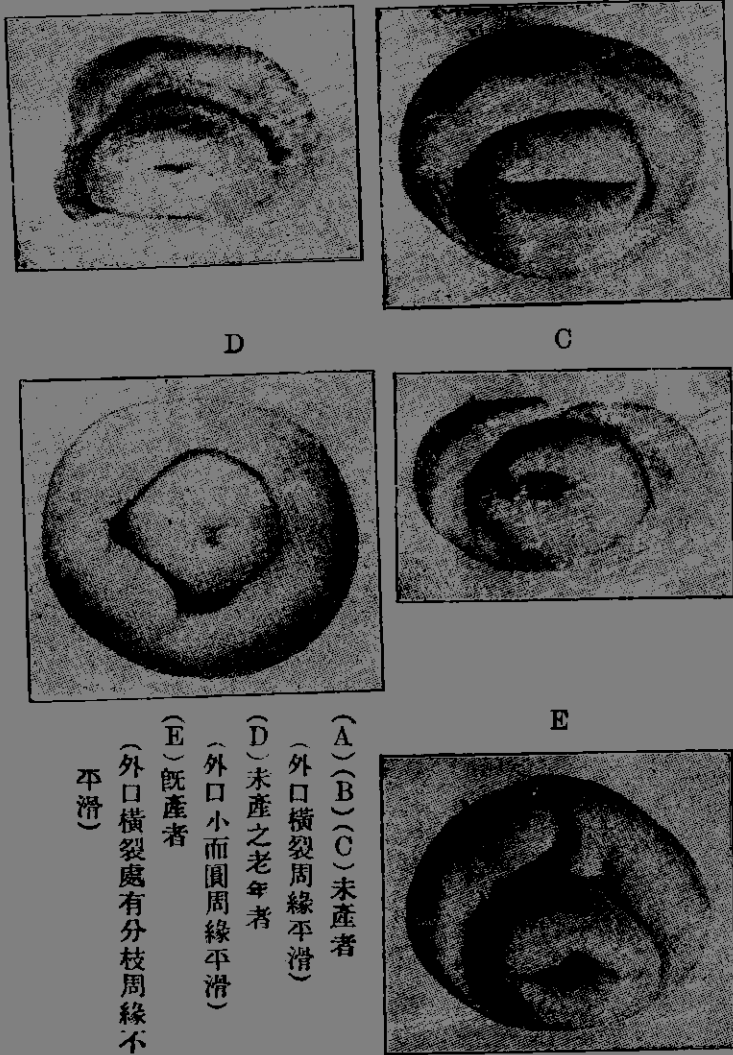 D
C
E
(A)(B)(C)未產者
(外口橫裂周緣平滑)
(D)未產之老年者
(外口小而圓周緣平滑)
(E)旣產者
(外口橫裂處有分枝周緣不
平滑)